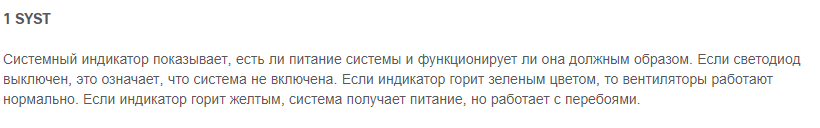 1 SYST
Системный индикатор показывает, есть ли питание системы и функционирует ли она должным образом. Если светодиод
выключен, это означает, что система не включена. Если индикатор горит зеленым цветом, то вентиляторы работают
нормально. Если индикатор горит желтым, система получает питание, но работает с перебоями.